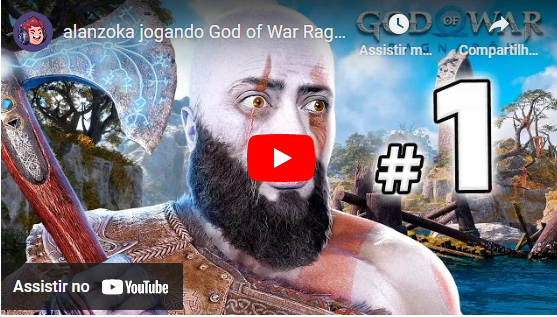 alanzoka jogando God of War Rag...
GOD OF WAR
Assistir m...
Compartilh...
#1
Assistir no YouTube